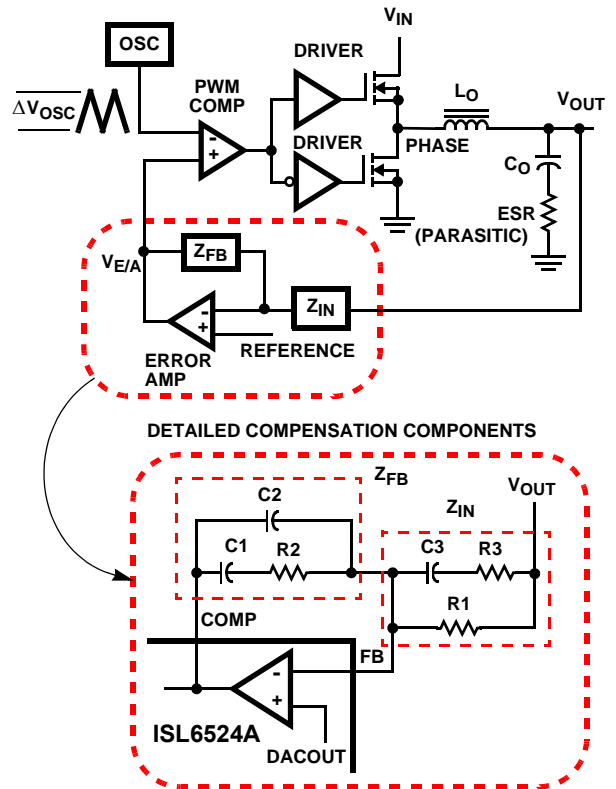 V_IN
OSC
DRIVER
PWM
COMP
ΔV_OSC
L_O
V_OUT
-
+
DRIVER
PHASE
C_O
ESR
(PARASITIC)
Z_FB
V_E/A
-
+
Z_IN
REFERENCE
ERROR
AMP
DETAILED COMPENSATION COMPONENTS
Z_FB
V_OUT
C2
Z_IN
C1
R2
C3
R3
R1
COMP
FB
-
+
ISL6524A
DACOUT